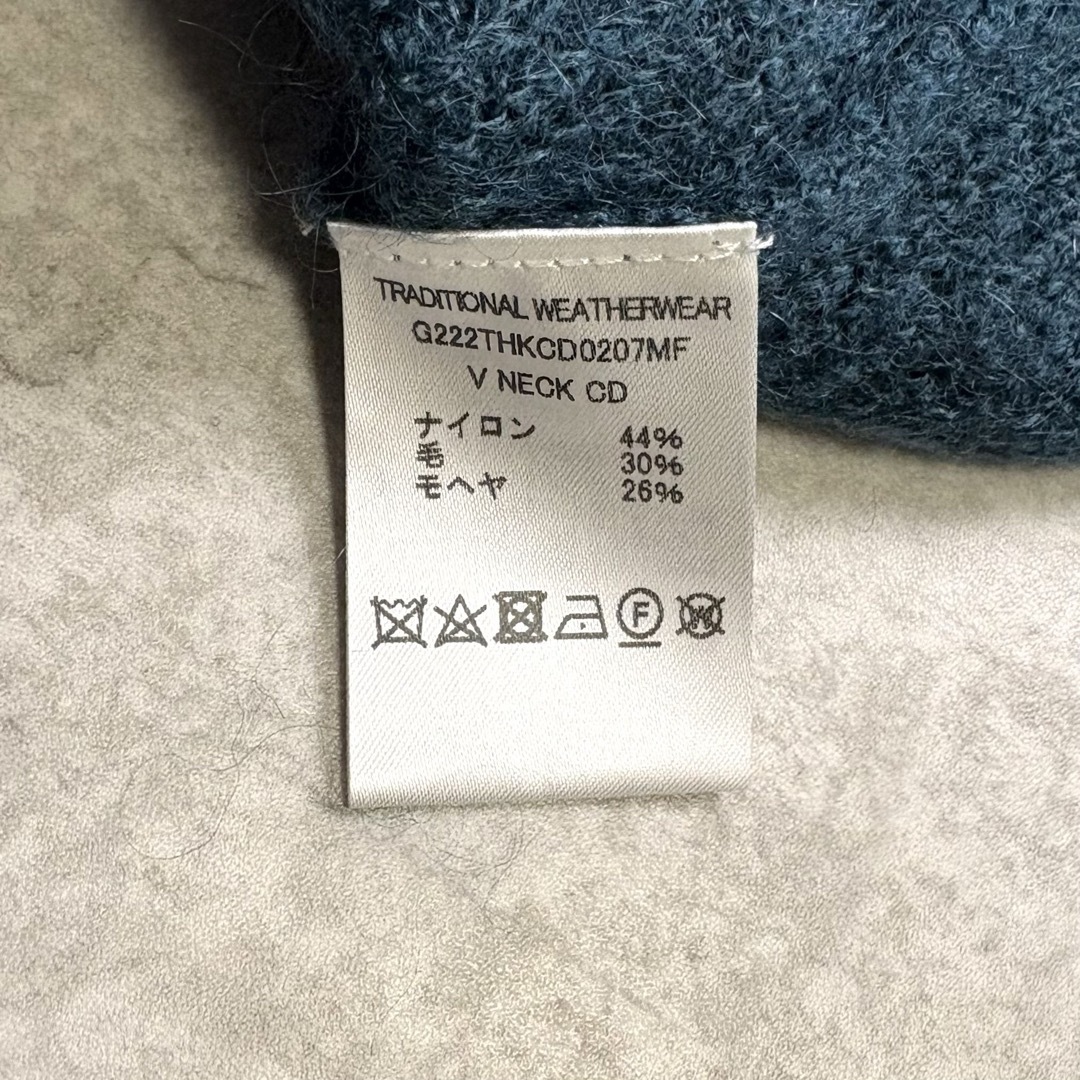 TRADITIONAL WEATHERWEAR
G222THKCD0207MF
V NECK CD
ナイロン 44%
毛 30%
モヘヤ 26%
F
W